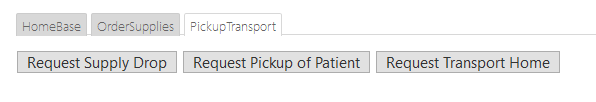 HomeBase OrderSupplies PickupTransport
Request Supply Drop Request Pickup of Patient Request Transport Home